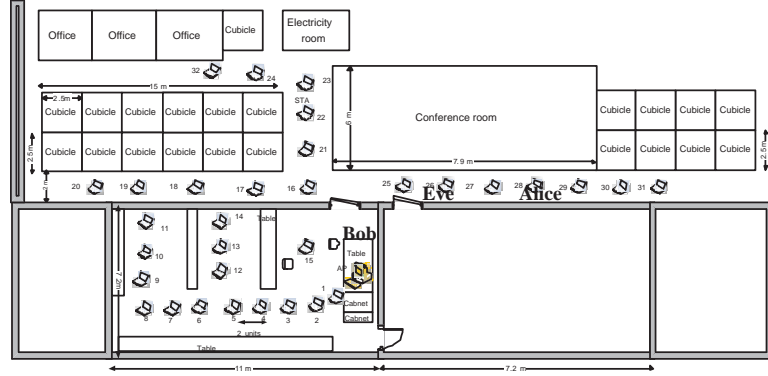 Office Office Office Cubicle Electricity room
32 24 23
15 m
STA
2.5m
Cubicle Cubicle Cubicle Cubicle Cubicle Cubicle 22 6 m Conference room Cubicle Cubicle Cubicle Cubicle
2.5m Cubicle Cubicle Cubicle Cubicle Cubicle Cubicle 21 Cubicle Cubicle Cubicle Cubicle 2.5m
7.9 m
2m 20 19 18 17 16 25 26 27 28 29 30 31
Eve Alice
11 14 Table
Bob
10 13 15 Table
9 12 AP
7.2m
1 Cabnet
8 7 6 5 4 3 2 Cabnet
2 units
Table
11 m 7.2 m